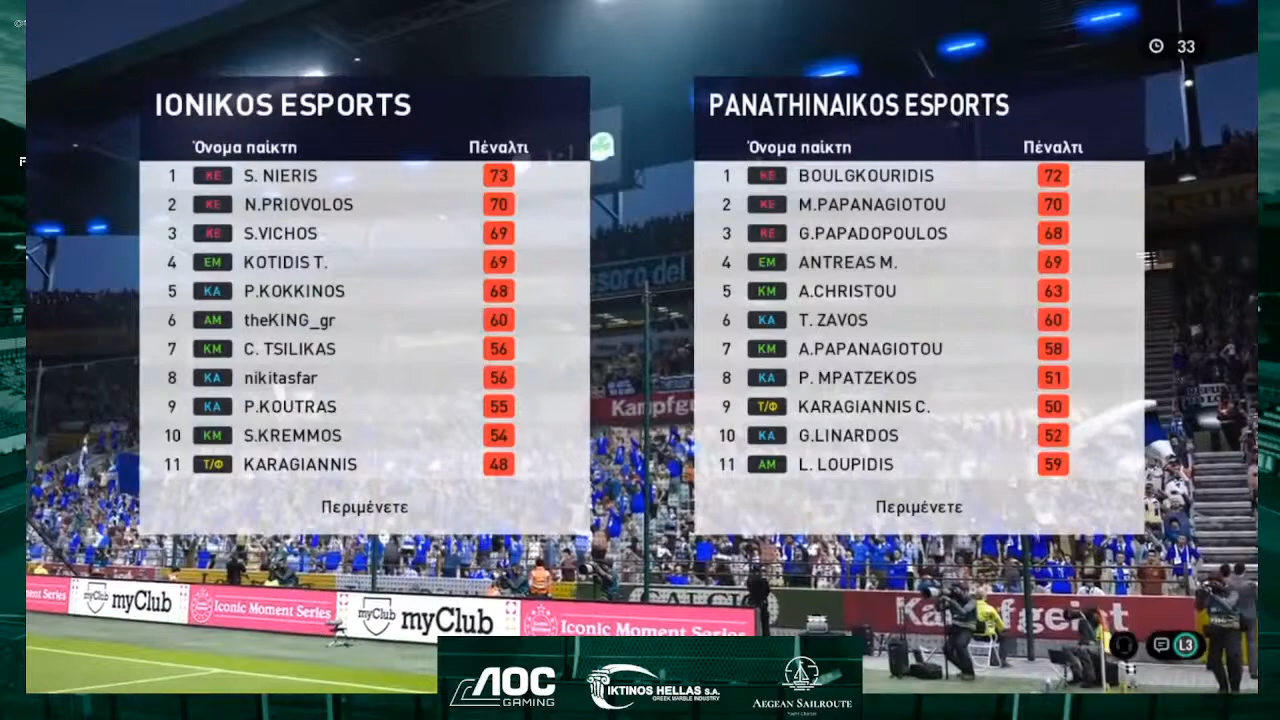 33
IONIKOS ESPORTS
Όνομα παίκτη Πέναλτι
1 ΚΕ S. NIERIS 73
2 ΚΕ N.PRIOVOLOS 70
3 ΚΕ S.VICHOS 69
4 ΕΜ KOTIDIS T. 69
5 ΚΑ P.KOKKINOS 68
6 ΑΜ theKING_gr 60
7 ΚΜ C. TSILIKAS 56
8 ΚΑ nikitasfar 56
9 ΚΑ P.KOUTRAS 55
10 ΚΜ S.KREMMOS 54
11 Τ/Φ KARAGIANNIS 48
Περιμένετε
PANATHINAIKOS ESPORTS
Όνομα παίκτη Πέναλτι
1 ΚΕ BOULGKOURIDIS 72
2 ΚΕ M.PAPANAGIOTOU 70
3 ΚΕ G.PAPADOPOULOS 68
4 ΕΜ ANTREAS M. 69
5 ΚΜ A.CHRISTOU 63
6 ΚΑ T. ZAVOS 60
7 ΚΜ A.PAPANAGIOTOU 58
8 ΚΑ P. MPATZEKOS 51
9 Τ/Φ KARAGIANNIS C. 50
10 ΚΑ G.LINARDOS 52
11 ΑΜ L. LOUPIDIS 59
Περιμένετε
myClub myClub Iconic Moment Series myClub myClub Iconic Moment Series
Kampfgeist
L3
AOC GAMING
IKTINOS HELLAS S.A.
GREEK MARBLE INDUSTRY
AEGEAN SAILROUTE
Yacht Charter